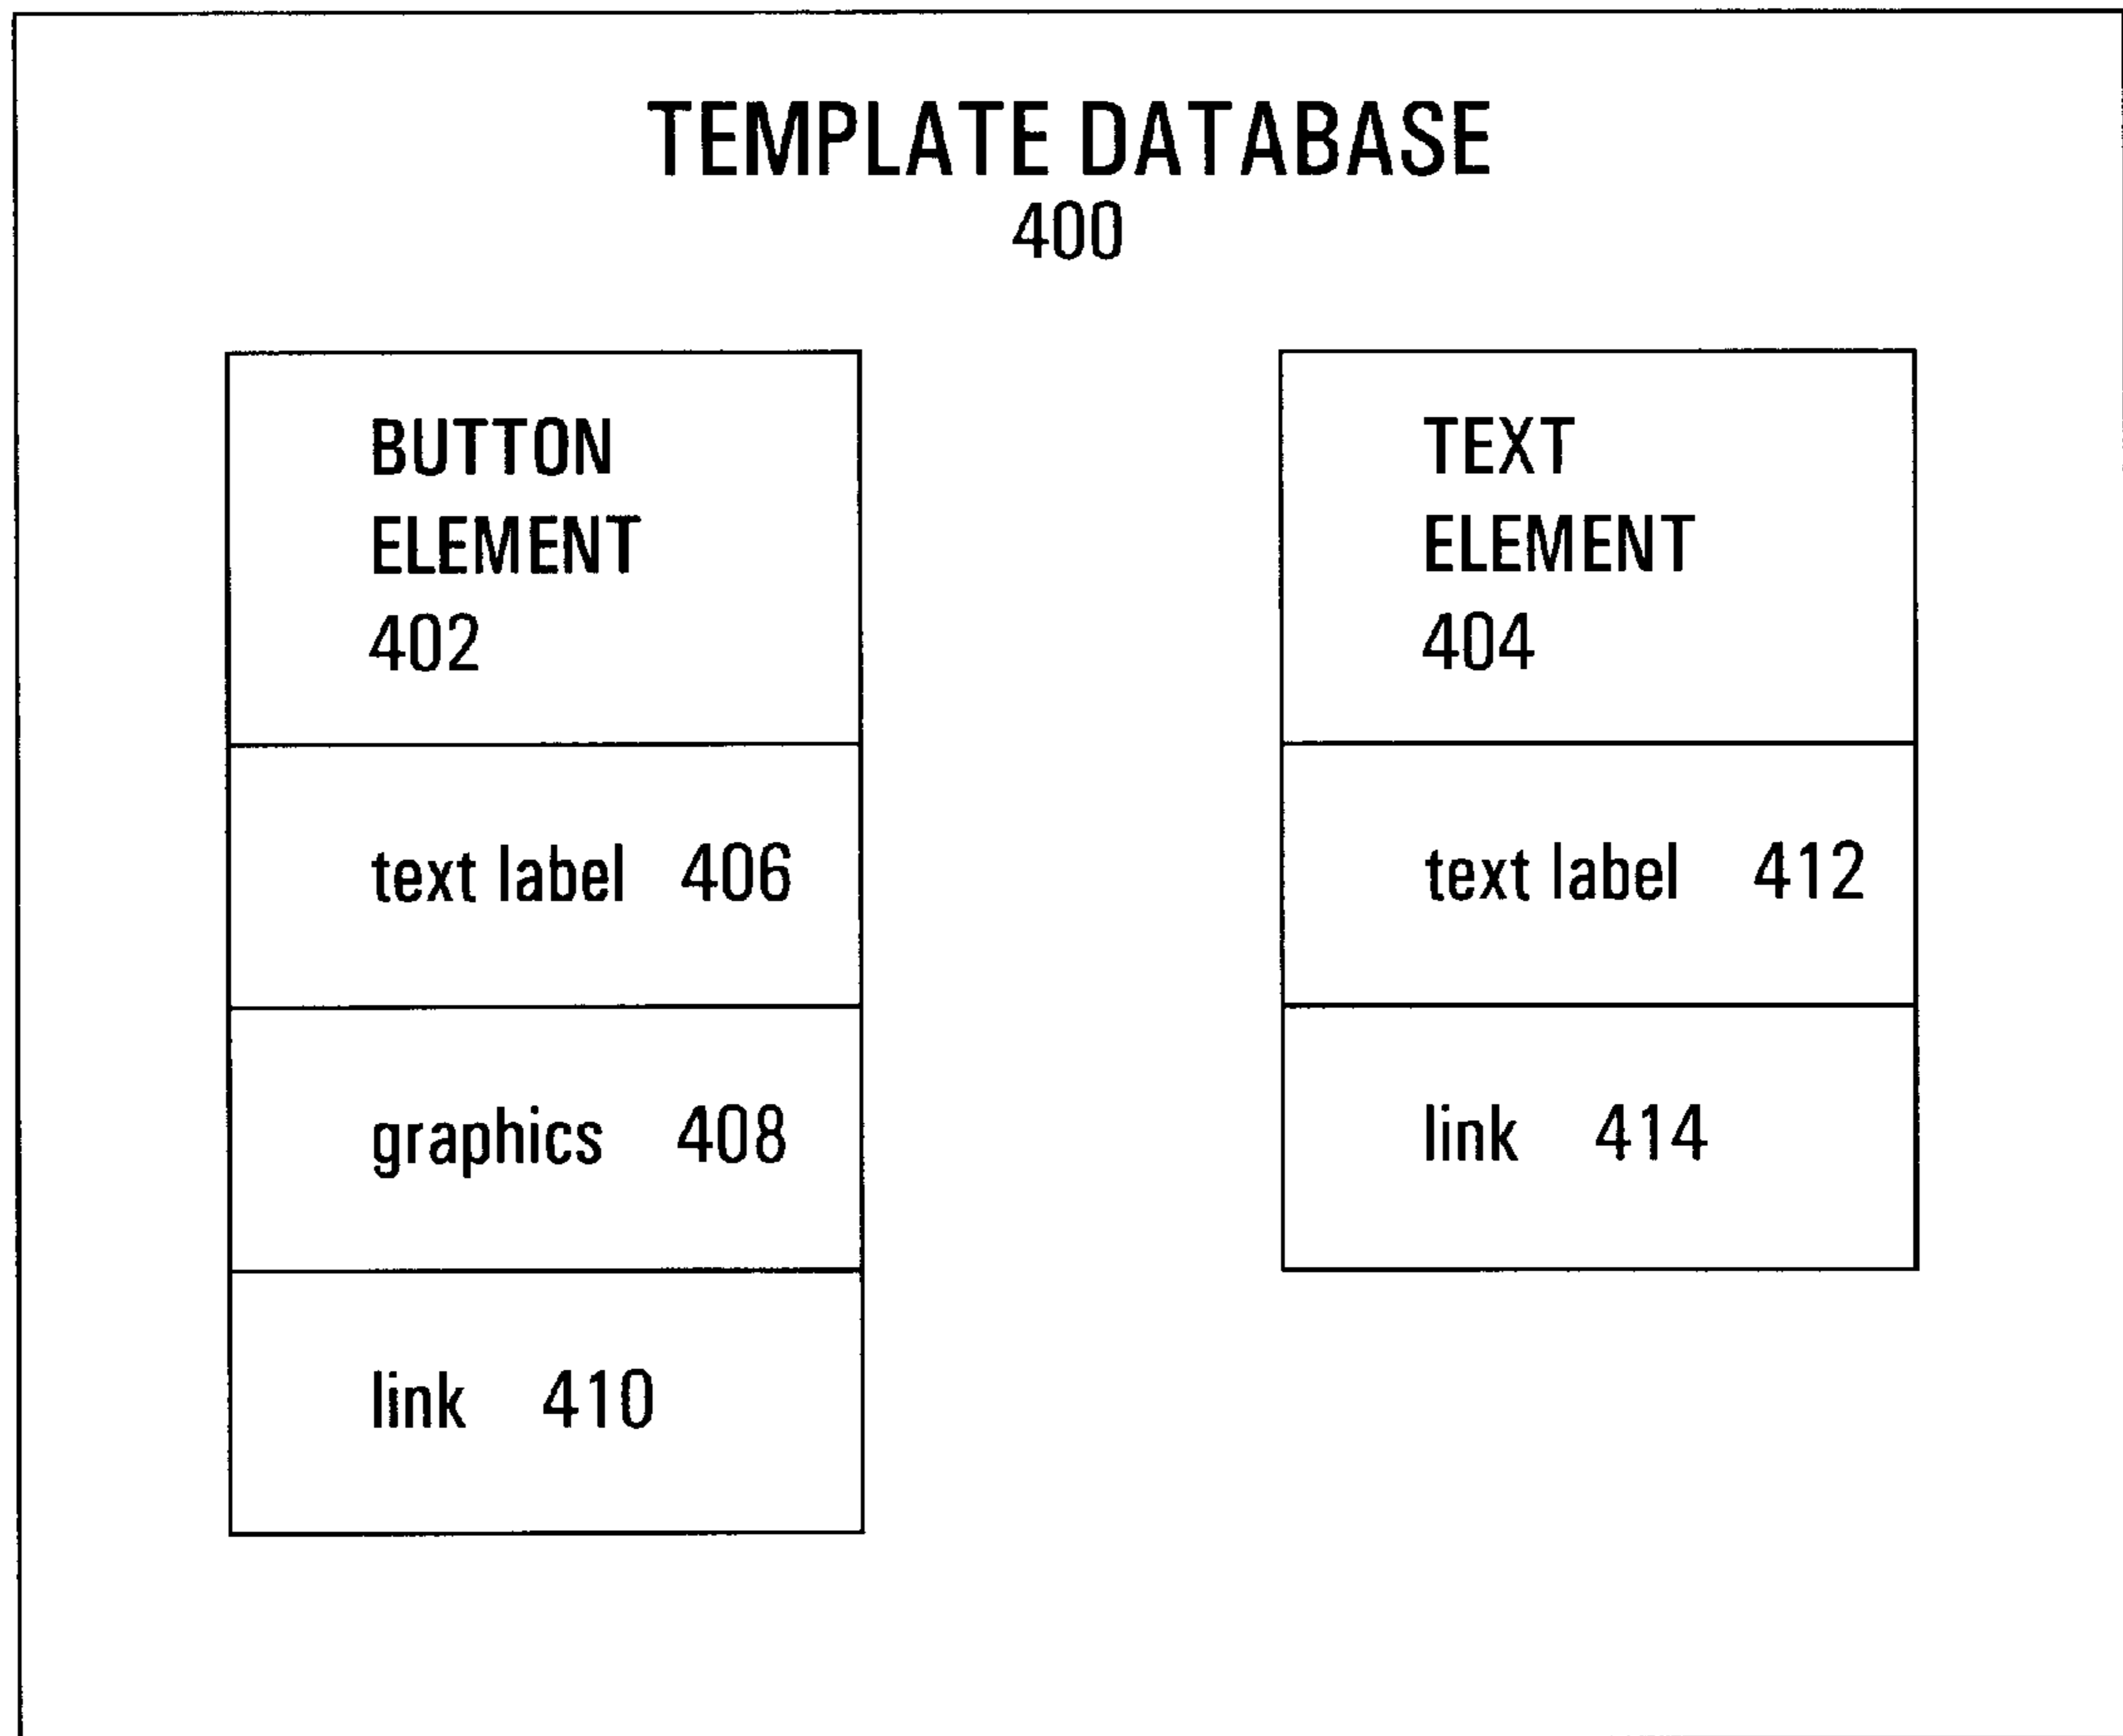 TEMPLATE DATABASE
400
BUTTON
ELEMENT
402
text label 406
graphics 408
link 410
TEXT
ELEMENT
404
text label 412
link 414